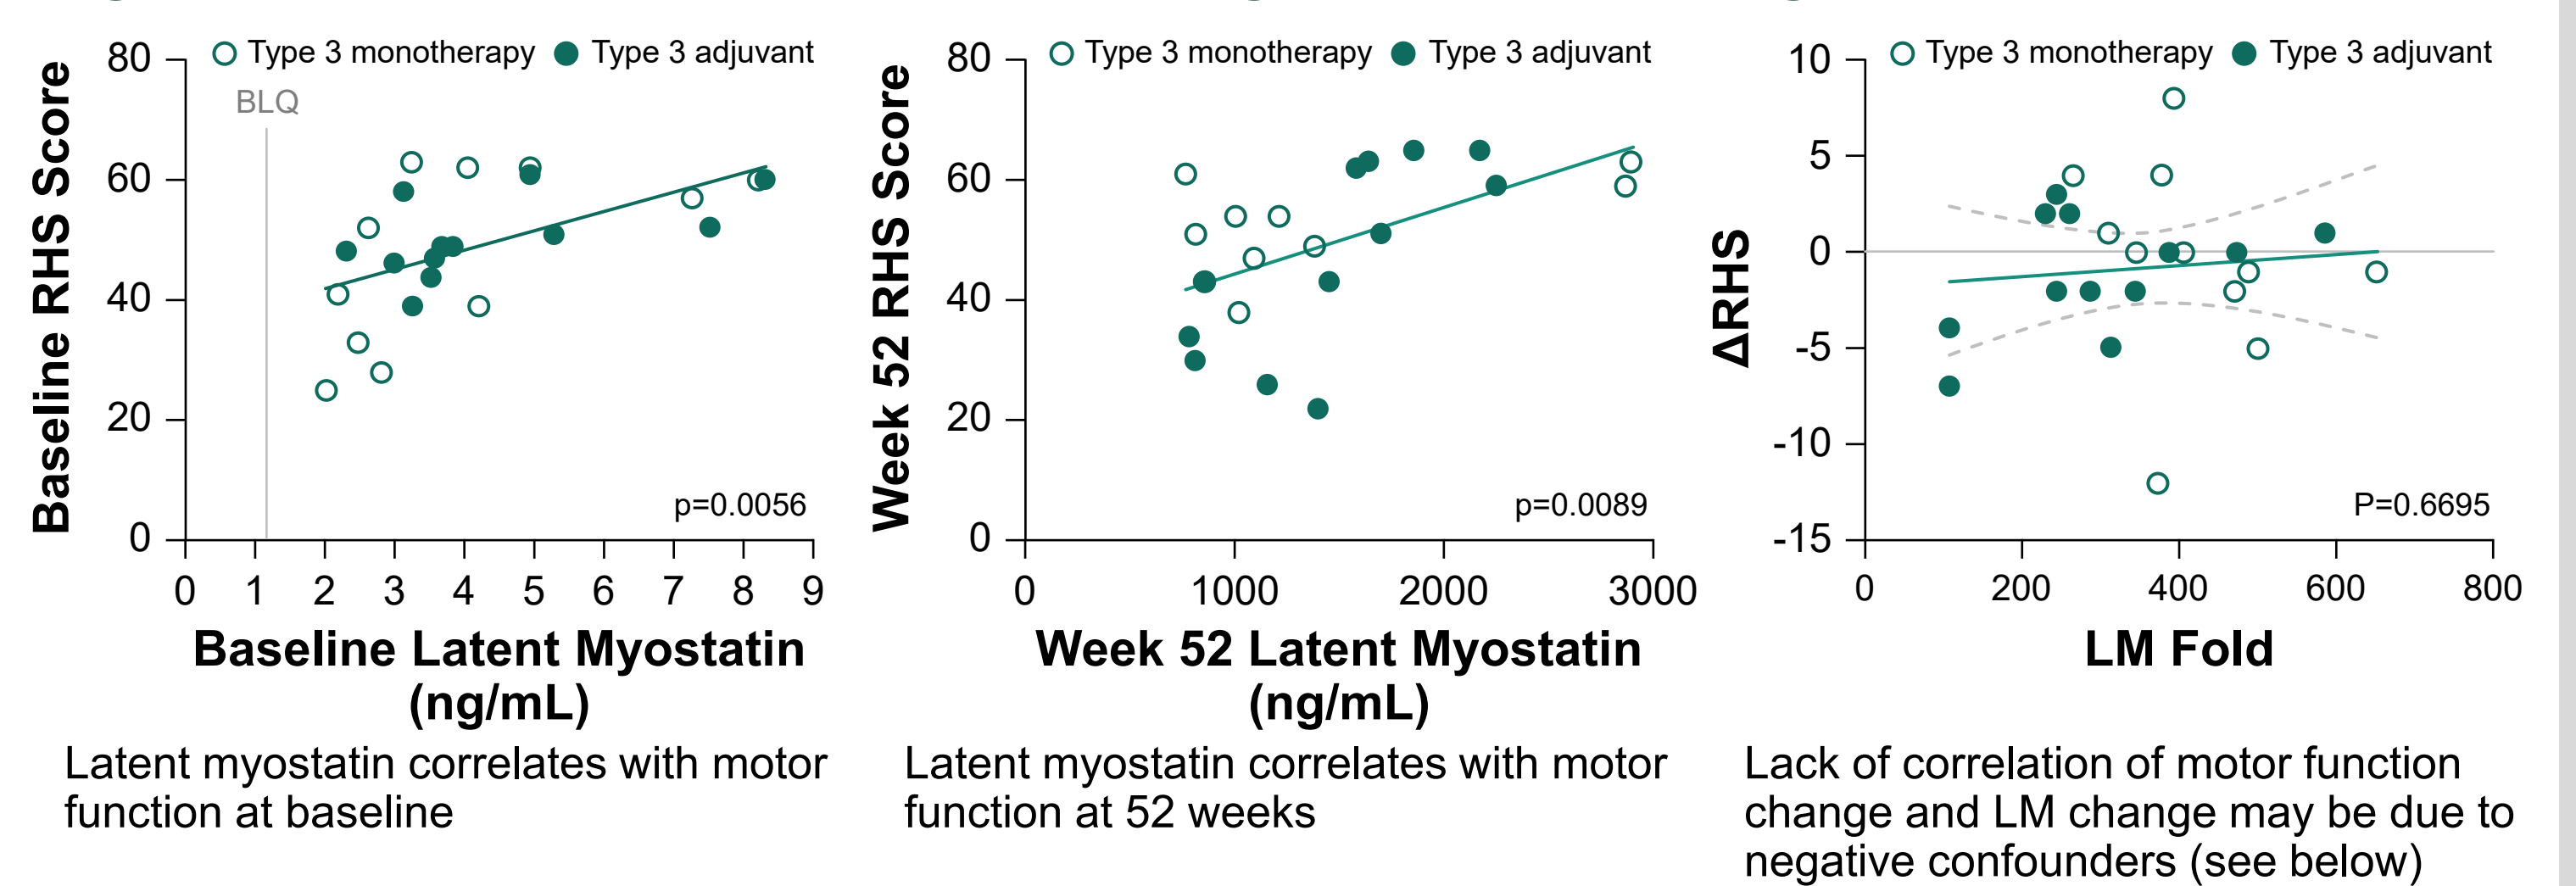 Type 3 monotherapy Type 3 adjuvant
BLQ
Baseline RHS Score
80
60
40
20
0
p=0.0056
0 1 2 3 4 5 6 7 8 9
Baseline Latent Myostatin
(ng/mL)
Latent myostatin correlates with motor
function at baseline
Type 3 monotherapy Type 3 adjuvant
Week 52 RHS Score
80
60
40
20
0
p=0.0089
0 1000 2000 3000
Week 52 Latent Myostatin
(ng/mL)
Latent myostatin correlates with motor
function at 52 weeks
Type 3 monotherapy Type 3 adjuvant
ΔRHS
10
5
0
-5
-10
-15
P=0.6695
0 200 400 600 800
LM Fold
Lack of correlation of motor function
change and LM change may be due to
negative confounders (see below)